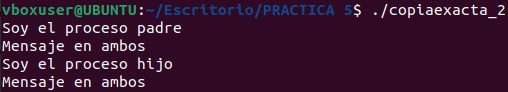 vboxuser@UBUNTU:~/Escritorio/PRACTICA 5$ ./copiaexacta_2
Soy el proceso padre
Mensaje en ambos
Soy el proceso hijo
Mensaje en ambos